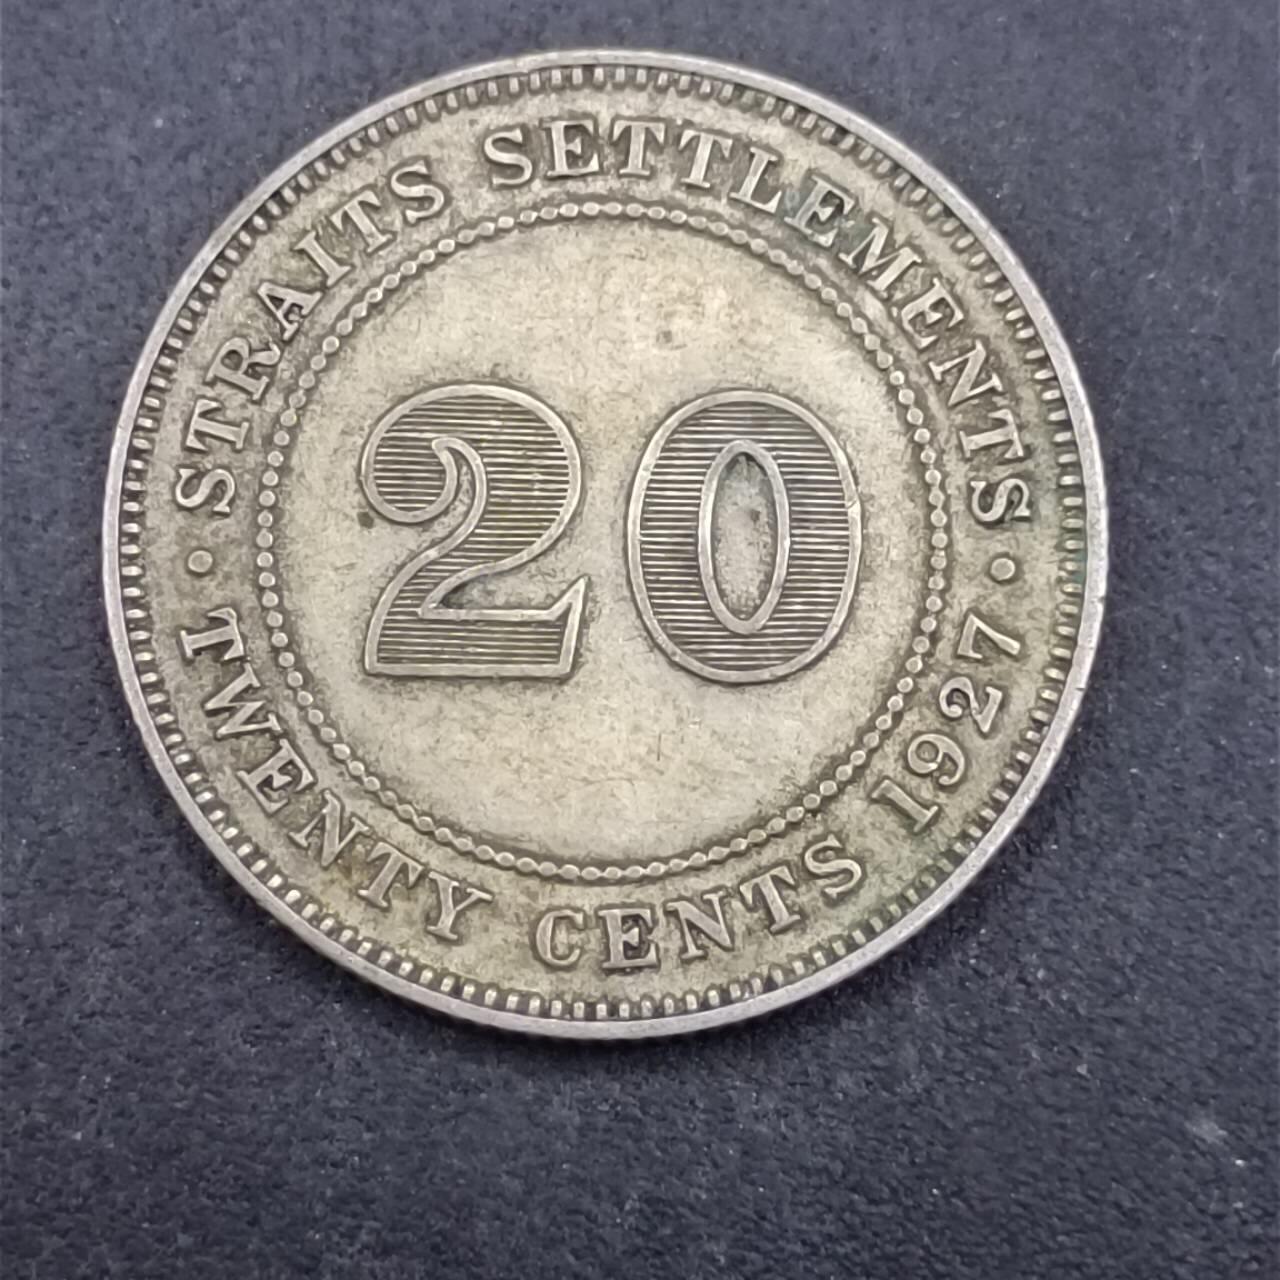 · STRAITS SETTLEMENTS ·
20
TWENTY CENTS 1927